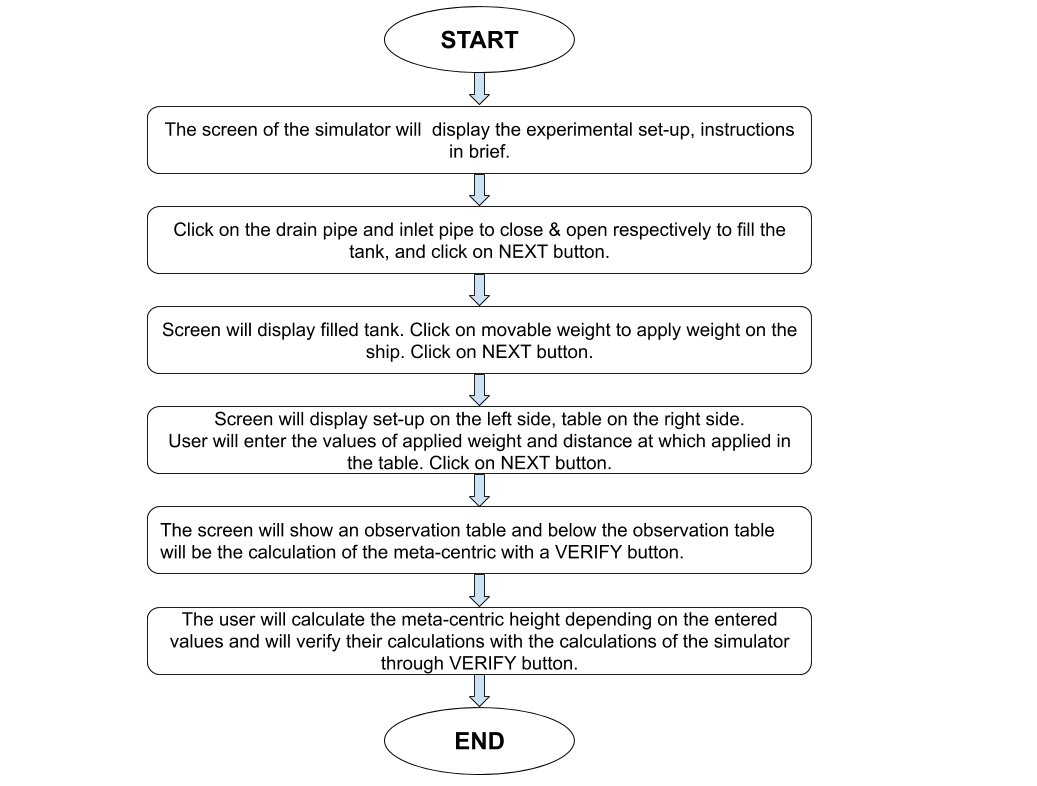 START
The screen of the simulator will  display the experimental set-up, instructions
in brief.
Click on the drain pipe and inlet pipe to close & open respectively to fill the
tank, and click on NEXT button.
Screen will display filled tank. Click on movable weight to apply weight on the
ship. Click on NEXT button.
Screen will display set-up on the left side, table on the right side.
User will enter the values of applied weight and distance at which applied in
the table. Click on NEXT button.
The screen will show an observation table and below the observation table
will be the calculation of the meta-centric with a VERIFY button.
The user will calculate the meta-centric height depending on the entered
values and will verify their calculations with the calculations of the simulator
through VERIFY button.
END